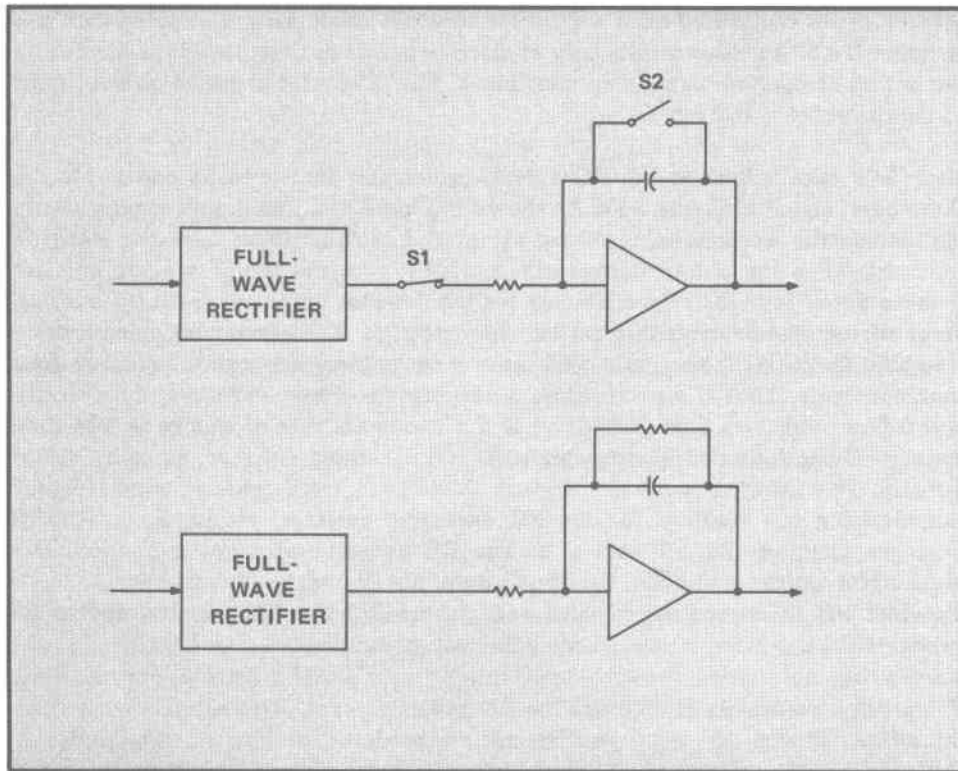 S2
S1
FULL-
WAVE
RECTIFIER
FULL-
WAVE
RECTIFIER